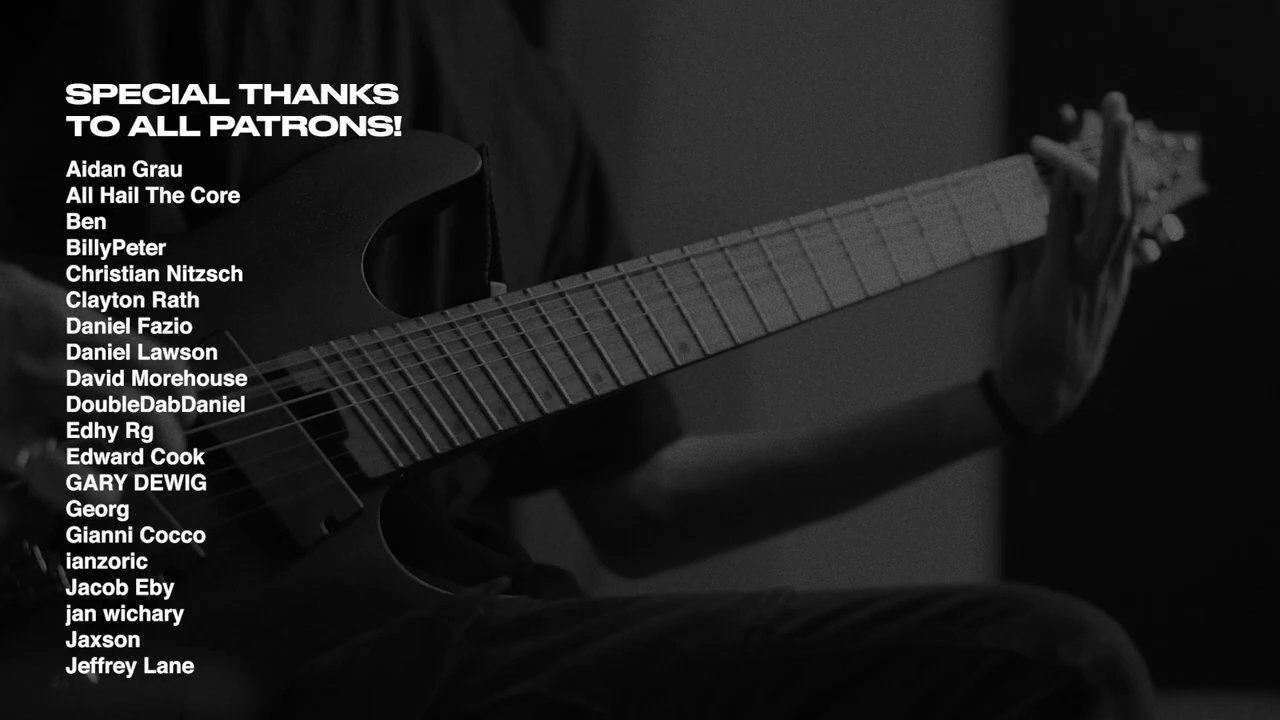 SPECIAL THANKS
TO ALL PATRONS!
Aidan Grau
All Hail The Core
Ben
BillyPeter
Christian Nitzsch
Clayton Rath
Daniel Fazio
Daniel Lawson
David Morehouse
DoubleDabDaniel
Edhy Rg
Edward Cook
GARY DEWIG
Georg
Gianni Cocco
ianzoric
Jacob Eby
jan wichary
Jaxson
Jeffrey Lane